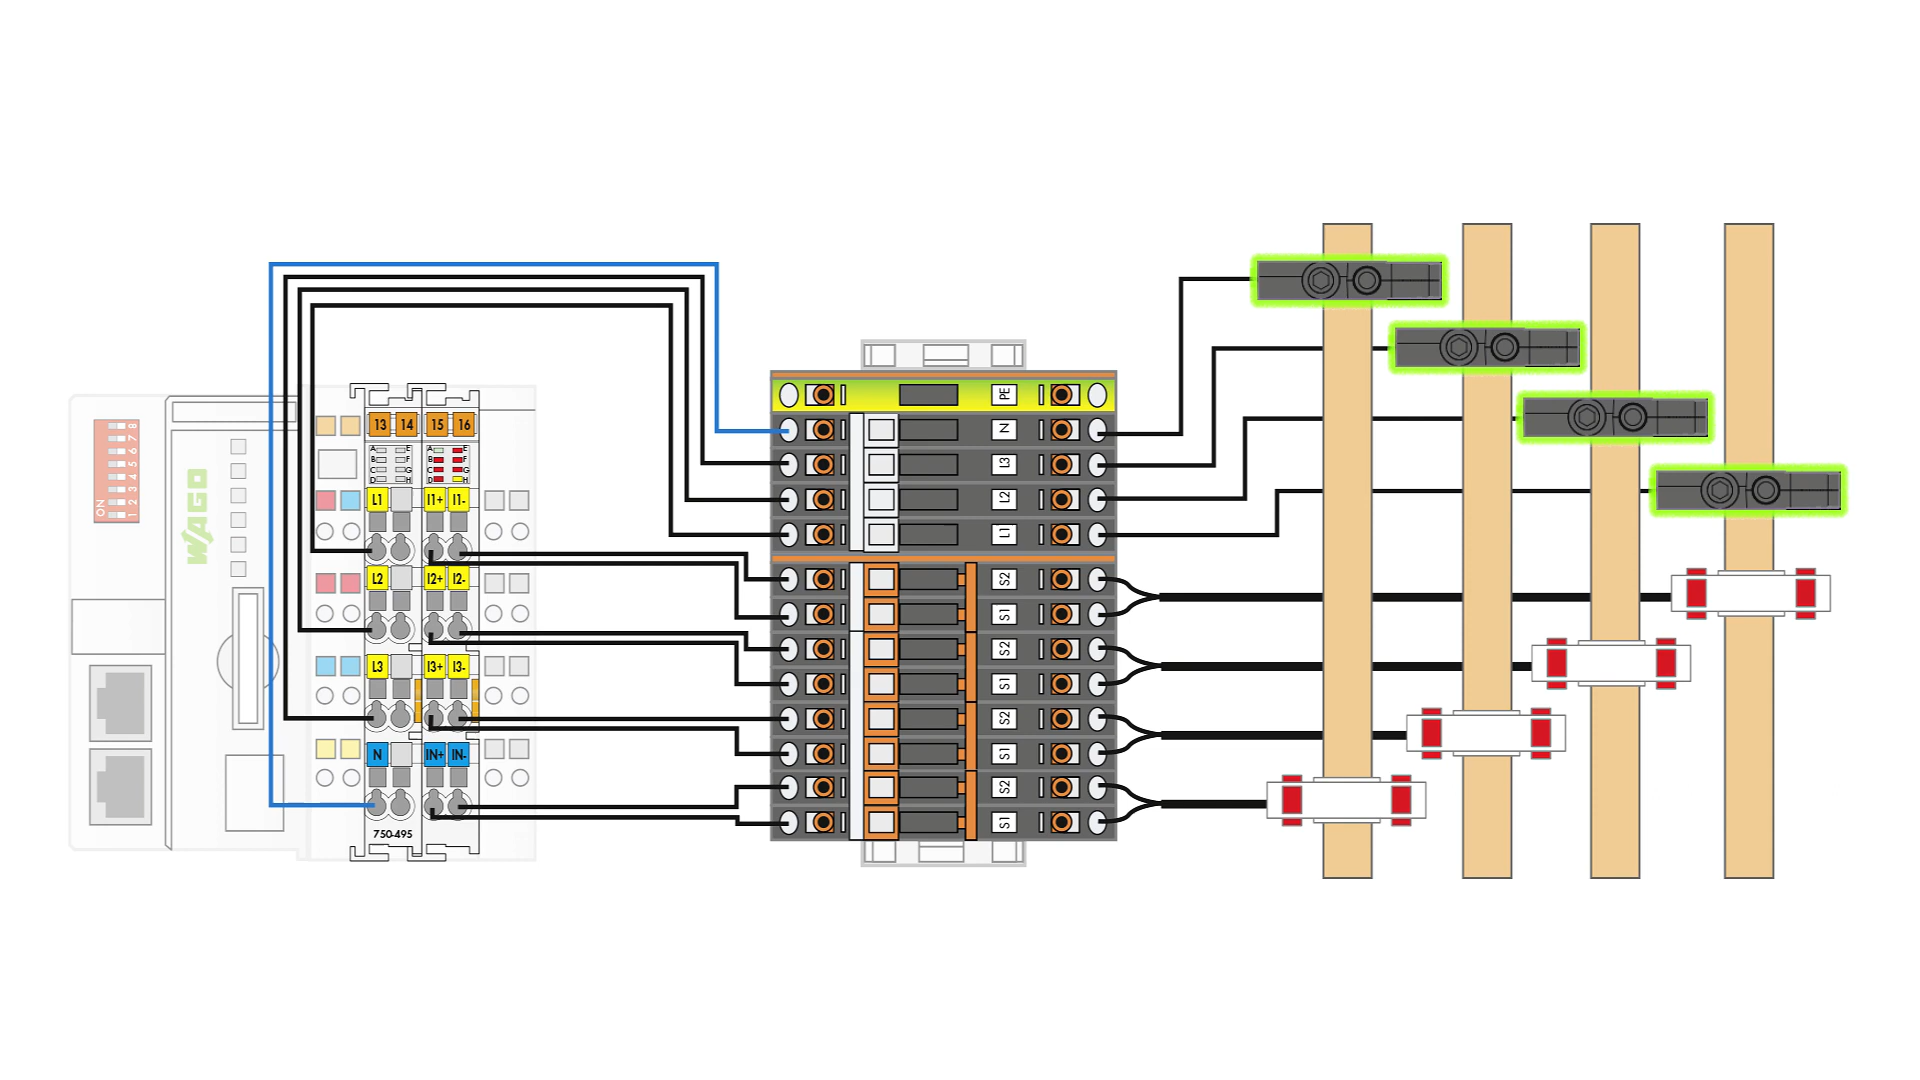 ON
1 2 3 4 5 6 7 8
WAGO
13 14 15 16
A E A E
B F B F
C G C G
D H D H
L1 I1+ I1-
L2 I2+ I2-
L3 I3+ I3-
N IN+ IN-
750-495
PE
N
L3
L2
L1
S2
S1
S2
S1
S2
S1
S2
S1